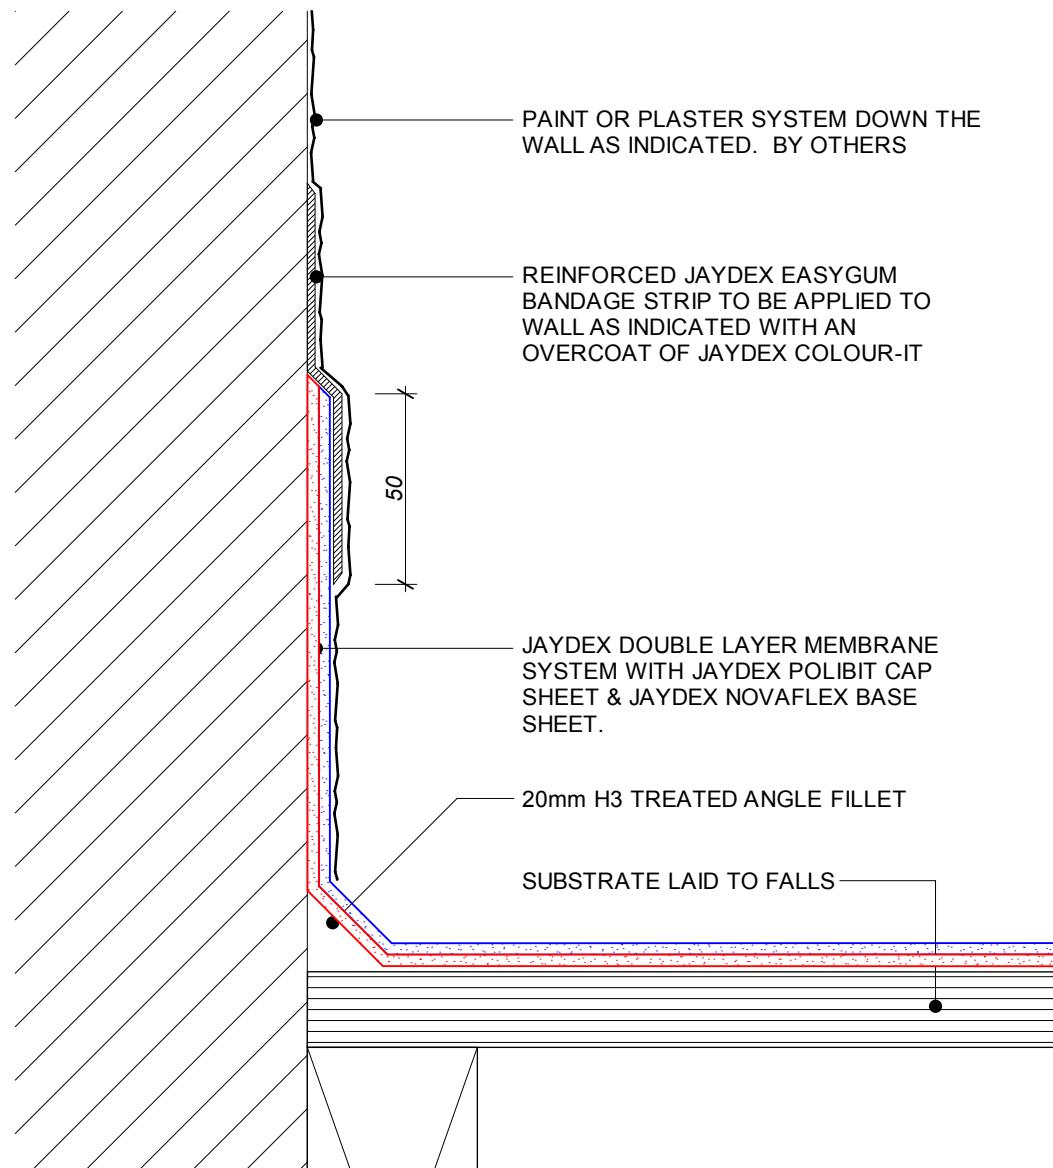 PAINT OR PLASTER SYSTEM DOWN THE
WALL AS INDICATED.  BY OTHERS
REINFORCED JAYDEX EASYGUM
BANDAGE STRIP TO BE APPLIED TO
WALL AS INDICATED WITH AN
OVERCOAT OF JAYDEX COLOUR-IT
50
JAYDEX DOUBLE LAYER MEMBRANE
SYSTEM WITH JAYDEX POLIBIT CAP
SHEET & JAYDEX NOVAFLEX BASE
SHEET.
20mm H3 TREATED ANGLE FILLET
SUBSTRATE LAID TO FALLS